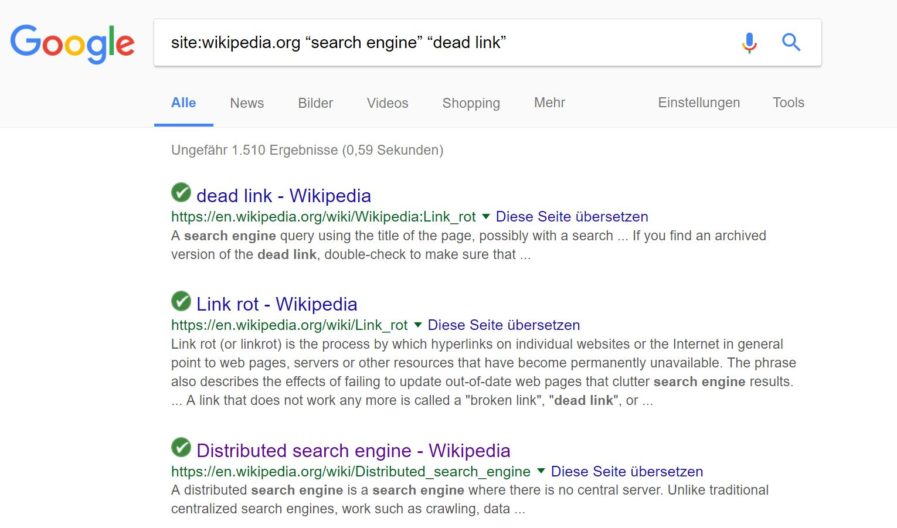 Google
site:wikipedia.org “search engine” “dead link”
Alle News Bilder Videos Shopping Mehr Einstellungen Tools
Ungefähr 1.510 Ergebnisse (0,59 Sekunden)
dead link - Wikipedia
https://en.wikipedia.org/wiki/Wikipedia:Link_rot ▼ Diese Seite übersetzen
A search engine query using the title of the page, possibly with a search ... If you find an archived
version of the dead link, double-check to make sure that ...
Link rot - Wikipedia
https://en.wikipedia.org/wiki/Link_rot ▼ Diese Seite übersetzen
Link rot (or linkrot) is the process by which hyperlinks on individual websites or the Internet in general
point to web pages, servers or other resources that have become permanently unavailable. The phrase
also describes the effects of failing to update out-of-date web pages that clutter search engine results.
... A link that does not work any more is called a "broken link", "dead link", or ...
Distributed search engine - Wikipedia
https://en.wikipedia.org/wiki/Distributed_search_engine ▼ Diese Seite übersetzen
A distributed search engine is a search engine where there is no central server. Unlike traditional
centralized search engines, work such as crawling, data ...